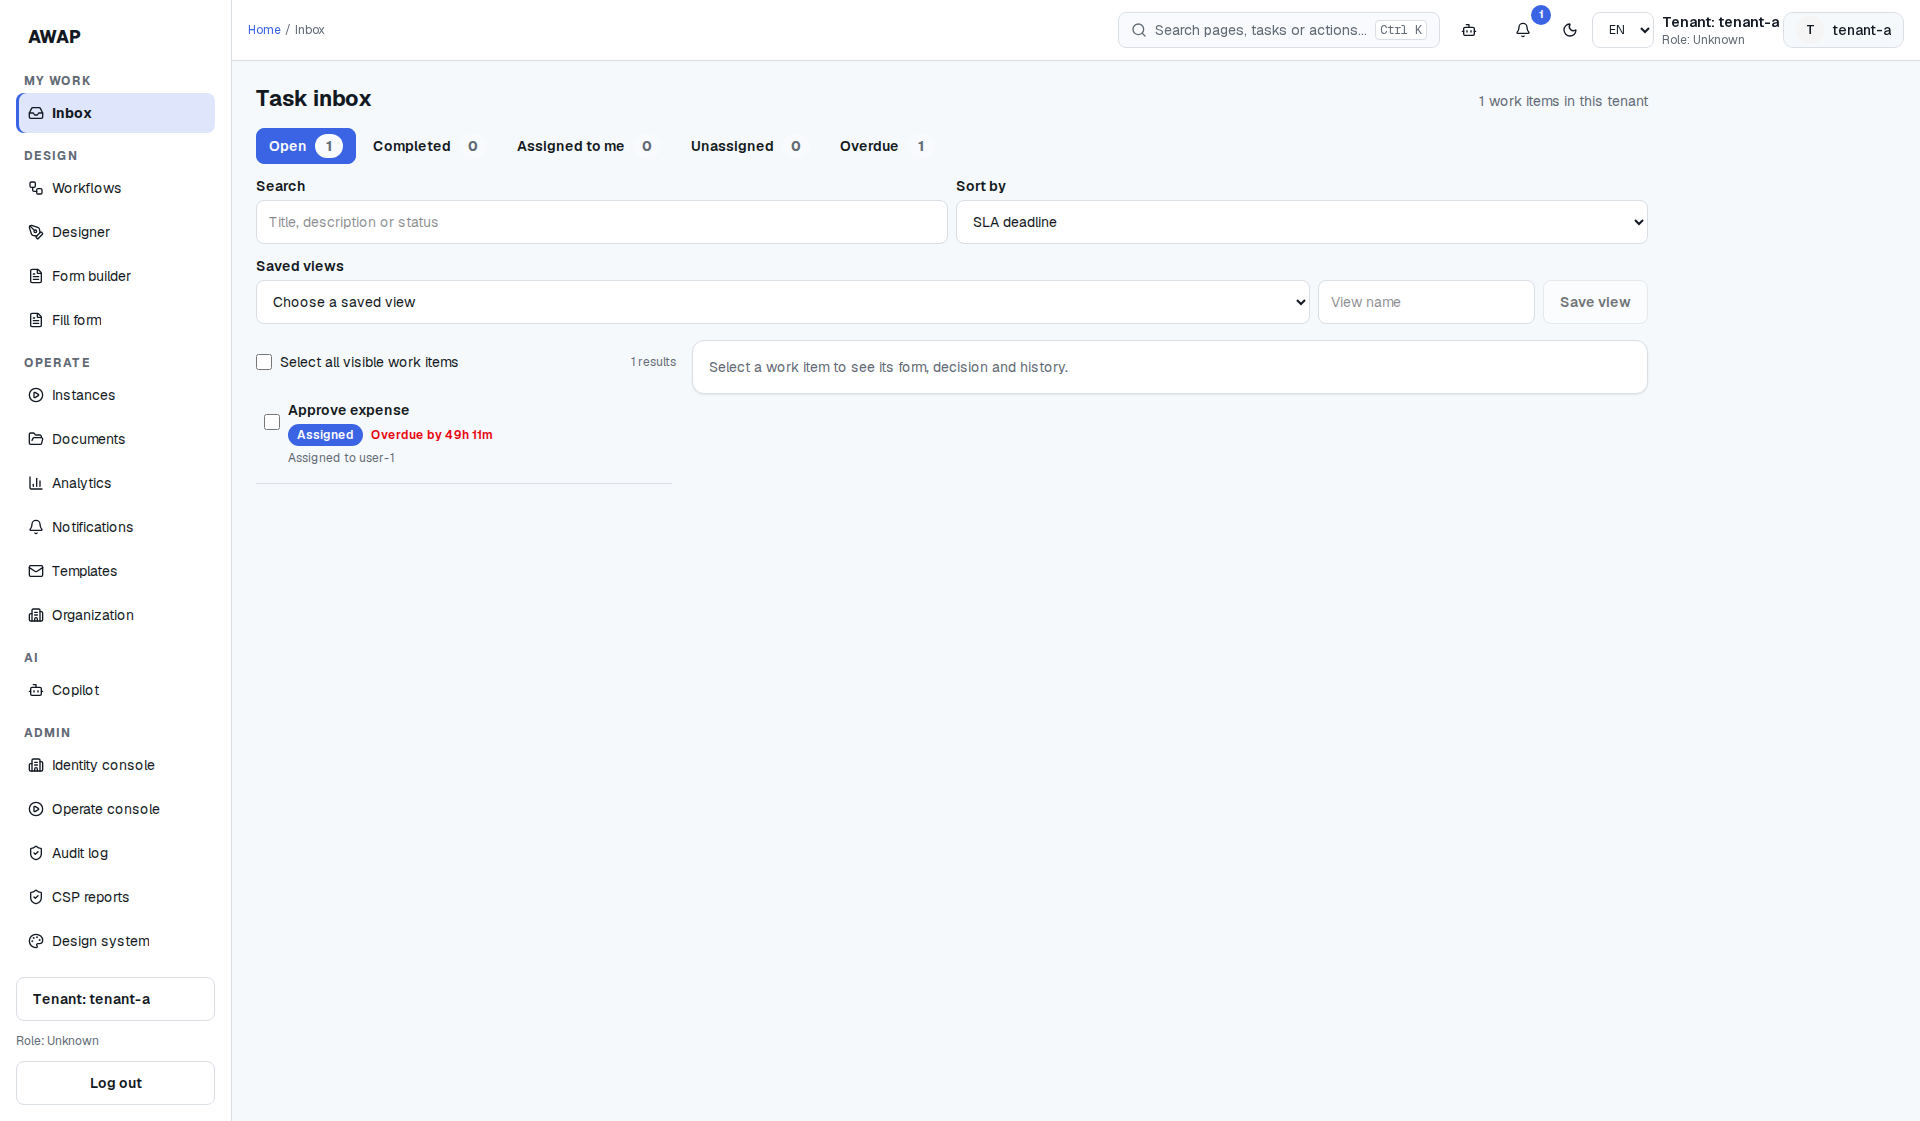 AWAP
MY WORK
Inbox
DESIGN
Workflows
Designer
Form builder
Fill form
OPERATE
Instances
Documents
Analytics
Notifications
Templates
Organization
AI
Copilot
ADMIN
Identity console
Operate console
Audit log
CSP reports
Design system
Tenant: tenant-a
Role: Unknown
Log out
Home / Inbox
Search pages, tasks or actions... Ctrl K
1
EN
Tenant: tenant-a
Role: Unknown
T tenant-a
Task inbox
1 work items in this tenant
Open 1 Completed 0 Assigned to me 0 Unassigned 0 Overdue 1
Search
Title, description or status
Sort by
SLA deadline
Saved views
Choose a saved view
View name
Save view
Select all visible work items
1 results
Approve expense
Assigned Overdue by 49h 11m
Assigned to user-1
Select a work item to see its form, decision and history.